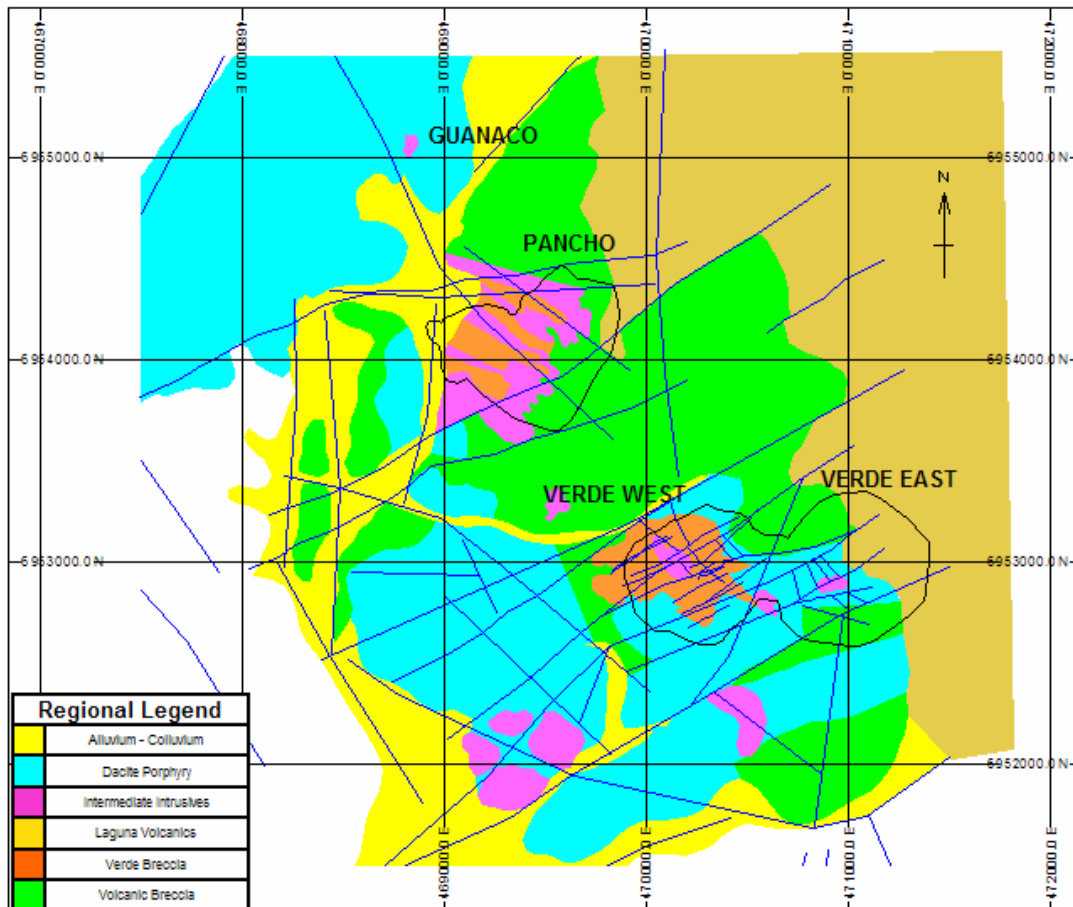 467000.0 E
468000.0 E
469000.0 E
470000.0 E
471000.0 E
472000.0 E
GUANACO
6955000.0 N
6955000.0 N
N
PANCHO
6954000.0 N
6954000.0 N
VERDE WEST
VERDE EAST
6953000.0 N
6953000.0 N
Regional Legend
Alluvium - Colluvium
Dacite Porphyry
Intermediate Intrusives
Laguna Volcanics
Verde Breccia
Volcanic Breccia
6952000.0 N
469000.0 E
470000.0 E
471000.0 E
472000.0 E